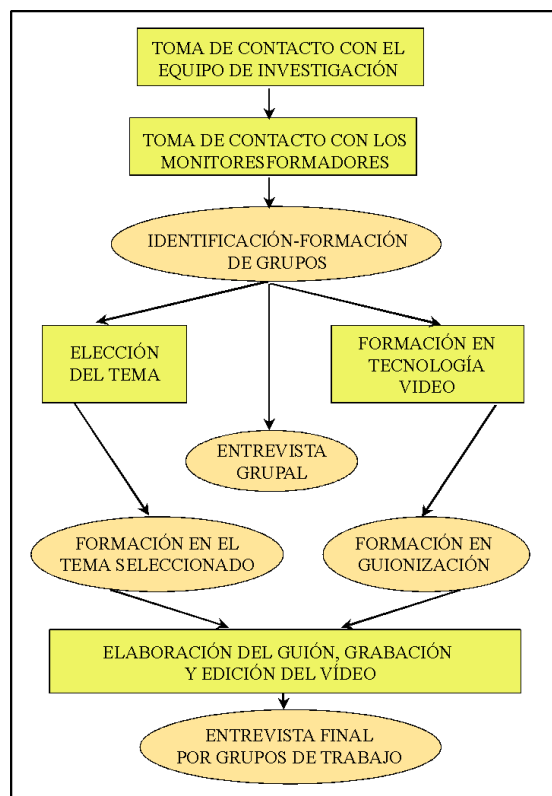 TOMA DE CONTACTO CON EL
EQUIPO DE INVESTIGACIÓN
TOMA DE CONTACTO CON LOS
MONITORESFORMADORES
IDENTIFICACIÓN-FORMACIÓN
DE GRUPOS
ELECCIÓN
DEL TEMA
FORMACIÓN EN
TECNOLOGÍA
VIDEO
ENTREVISTA
GRUPAL
FORMACIÓN EN EL
TEMA SELECCIONADO
FORMACIÓN EN
GUIONIZACIÓN
ELABORACIÓN DEL GUIÓN, GRABACIÓN
Y EDICIÓN DEL VÍDEO
ENTREVISTA FINAL
POR GRUPOS DE TRABAJO